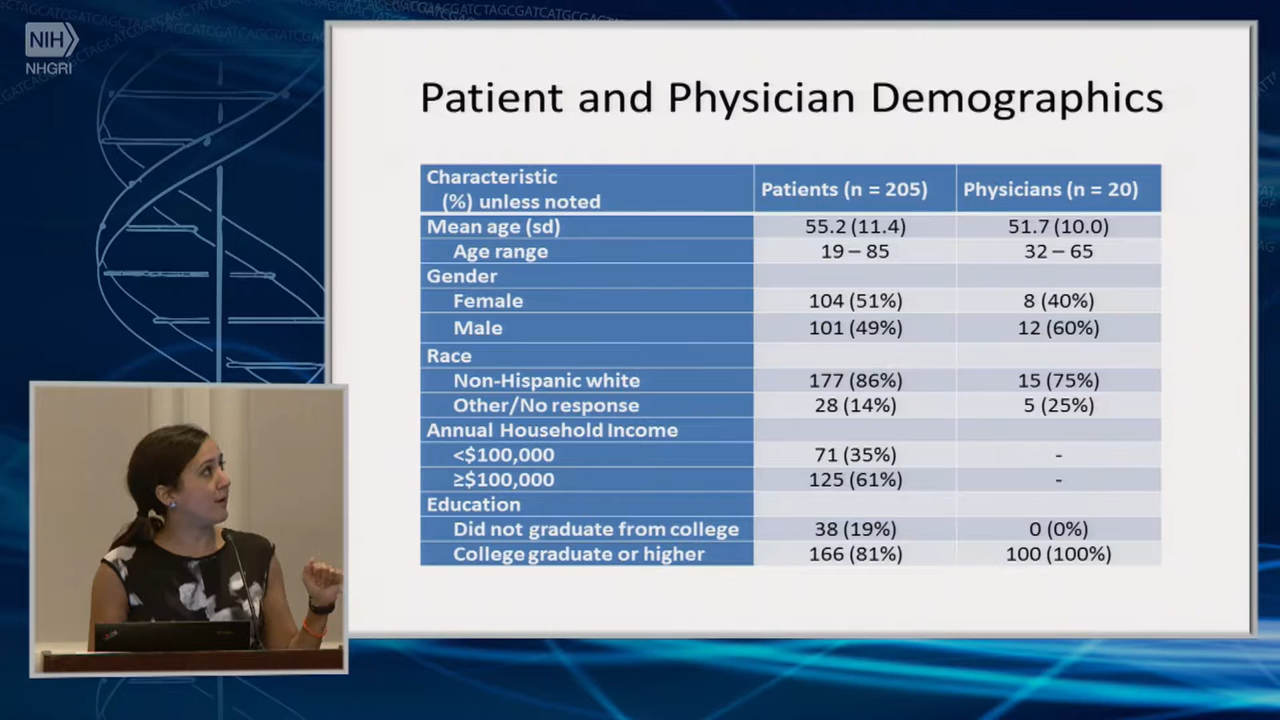 NIH
NHGRI
Patient and Physician Demographics
Characteristic
(%) unless noted
Patients (n = 205)
Physicians (n = 20)
Mean age (sd) 55.2 (11.4) 51.7 (10.0)
Age range 19 – 85 32 – 65
Gender
Female 104 (51%) 8 (40%)
Male 101 (49%) 12 (60%)
Race
Non-Hispanic white 177 (86%) 15 (75%)
Other/No response 28 (14%) 5 (25%)
Annual Household Income
<$100,000 71 (35%) -
≥$100,000 125 (61%) -
Education
Did not graduate from college 38 (19%) 0 (0%)
College graduate or higher 166 (81%) 100 (100%)